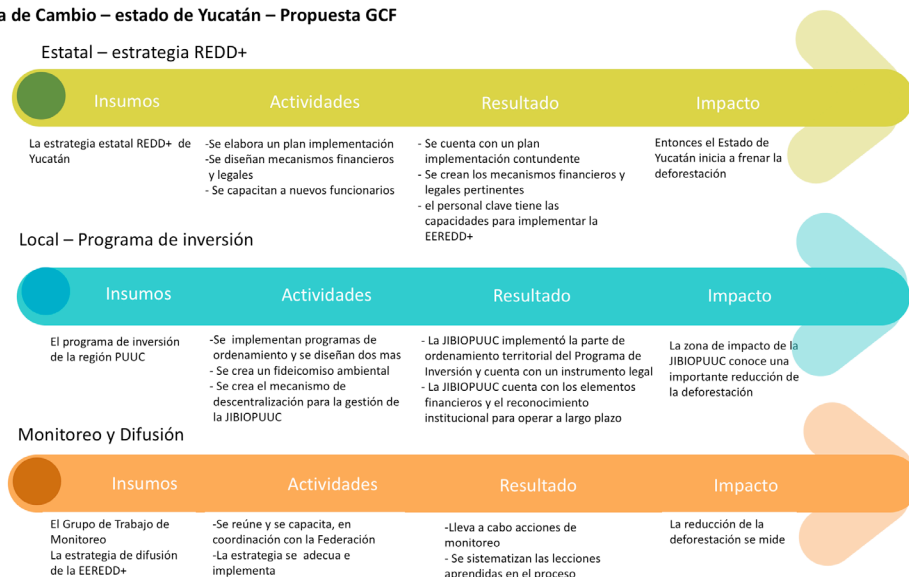 a de Cambio – estado de Yucatán – Propuesta GCF
Estatal – estrategia REDD+
Insumos
Actividades
Resultado
Impacto
La estrategia estatal REDD+ de
Yucatán
-Se elabora un plan implementación
-Se diseñan mecanismos financieros
y legales
- Se capacitan a nuevos funcionarios
- Se cuenta con un plan
implementación contundente
- Se crean los mecanismos financieros y
legales pertinentes
- el personal clave tiene las
capacidades para implementar la
EEREDD+
Entonces el Estado de
Yucatán inicia a frenar la
deforestación
Local – Programa de inversión
Insumos
Actividades
Resultado
Impacto
El programa de inversión
de la región PUUC
-Se implementan programas de
ordenamiento y se diseñan dos mas
- Se crea un fideicomiso ambiental
- Se crea el mecanismo de
descentralización para la gestión de
la JIBIOPUUC
- La JIBIOPUUC implementó la parte de
ordenamiento territorial del Programa de
Inversión y cuenta con un instrumento legal
- La JIBIOPUUC cuenta con los elementos
financieros y el reconocimiento
institucional para operar a largo plazo
La zona de impacto de la
JIBIOPUUC conoce una
importante reducción de
la deforestación
Monitoreo y Difusión
Insumos
Actividades
Resultado
Impacto
El Grupo de Trabajo de
Monitoreo
La estrategia de difusión
de la EEREDD+
-Se reúne y se capacita, en
coordinación con la Federación
-La estrategia se adecua e
implementa
-Lleva a cabo acciones de
monitoreo
- Se sistematizan las lecciones
aprendidas en el proceso
La reducción de la
deforestación se mide